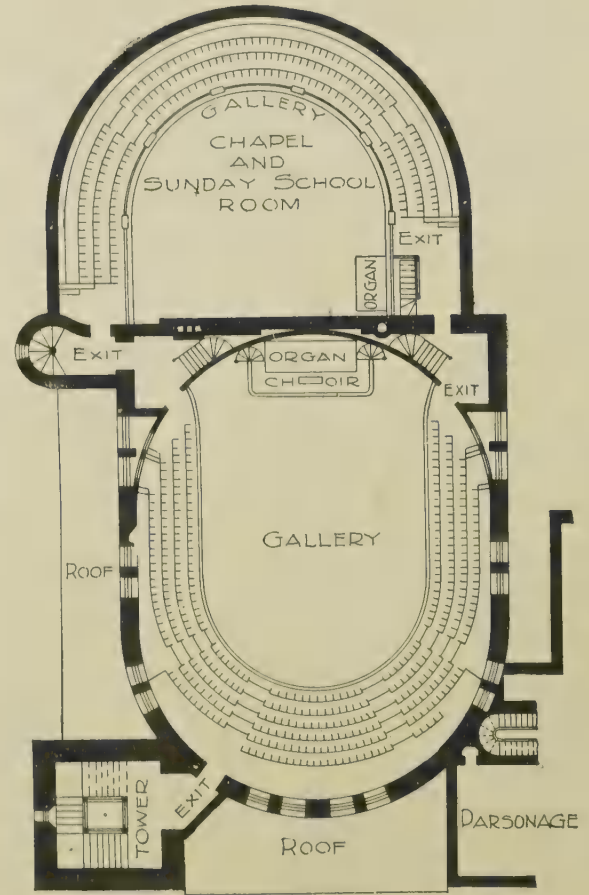 GALLERY
CHAPEL
AND
SUNDAY SCHOOL
ROOM
EXIT
ORGAN
EXIT
ORGAN
CHOIR
EXIT
GALLERY
ROOF
TOWER
EXIT
ROOF
PARSONAGE